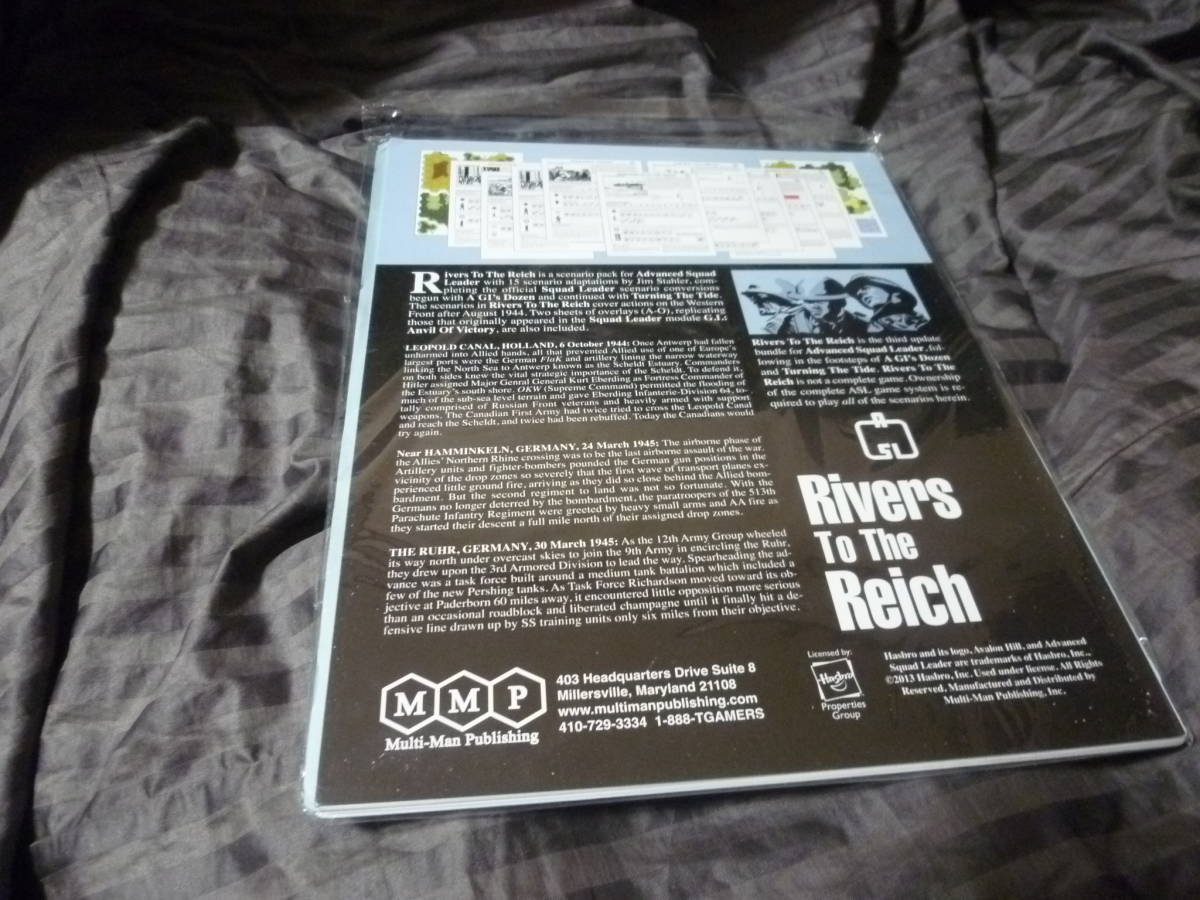 Rivers To The Reich is a scenario pack for Advanced Squad
Leader with 15 scenario adaptations by Jim Stahler, com-
pleting the official Squad Leader scenario conversions
begun with A GI's Dozen and continued with Turning The Tide.
The scenarios in Rivers To The Reich cover actions on the Western
Front after August 1944. Two sheets of overlays (A-O), replicating
those that originally appeared in the Squad Leader module G.I.:
Anvil Of Victory, are also included.
LEOPOLD CANAL, HOLLAND, 6 October 1944: Once Antwerp had fallen
unharmed into Allied hands, all that prevented Allied use of one of Europe's
largest ports were the German Flak and artillery lining the narrow waterway
linking the North Sea to Antwerp known as the Scheldt Estuary. Commanders
on both sides knew the vital strategic importance of the Scheldt. To defend it,
Hitler assigned Major Genral General Kurt Eberding as Fortress Commander of
the Estuary's south shore. OKW (Supreme Command) permitted the flooding of
much of the sub-sea level terrain and gave Eberding Infanterie-Division 64, to-
tally comprised of Russian Front veterans and heavily armed with support
weapons. The Canadian First Army had twice tried to cross the Leopold Canal
and reach the Scheldt, and twice had been rebuffed. Today the Canadians would
try again.
Near HAMMINKELN, GERMANY, 24 March 1945: The airborne phase of
the Allies' Northern Rhine crossing was to be the last airborne assault of the war.
Artillery units and fighter-bombers pounded the German gun positions in the
vicinity of the drop zones so severely that the first wave of transport planes ex-
perienced little ground fire, arriving as they did so close behind the Allied bom-
bardment. But the second regiment to land was not so fortunate. With the
Germans no longer deterred by the bombardment, the paratroopers of the 513th
Parachute Infantry Regiment were greeted by heavy small arms and AA fire as
they started their descent a full mile north of their assigned drop zones.
THE RUHR, GERMANY, 30 March 1945: As the 12th Army Group wheeled
its way north under overcast skies to join the 9th Army in encircling the Ruhr,
they drew upon the 3rd Armored Division to lead the way. Spearheading the ad-
vance was a task force built around a medium tank battalion which included a
few of the new Pershing tanks. As Task Force Richardson moved toward its ob-
jective at Paderborn 60 miles away, it encountered little opposition more serious
than an occasional roadblock and liberated champagne until it finally hit a de-
fensive line drawn up by SS training units only six miles from their objective.
Rivers To The Reich is the third update
bundle for Advanced Squad Leader, fol-
lowing in the footsteps of A GI's Dozen
and Turning The Tide. Rivers To The
Reich is not a complete game. Ownership
of the complete ASL game system is re-
quired to play all of the scenarios herein.
A
SL
Rivers
To The
Reich
MMP
Multi-Man Publishing
403 Headquarters Drive Suite 8
Millersville, Maryland 21108
www.multimanpublishing.com
410-729-3334 1-888-TGAMERS
Licensed by:
Hasbro
Properties
Group
Hasbro and its logo, Avalon Hill, and Advanced
Squad Leader are trademarks of Hasbro, Inc..
©2013 Hasbro, Inc. Used under license. All Rights
Reserved. Manufactured and Distributed by
Multi-Man Publishing, Inc.